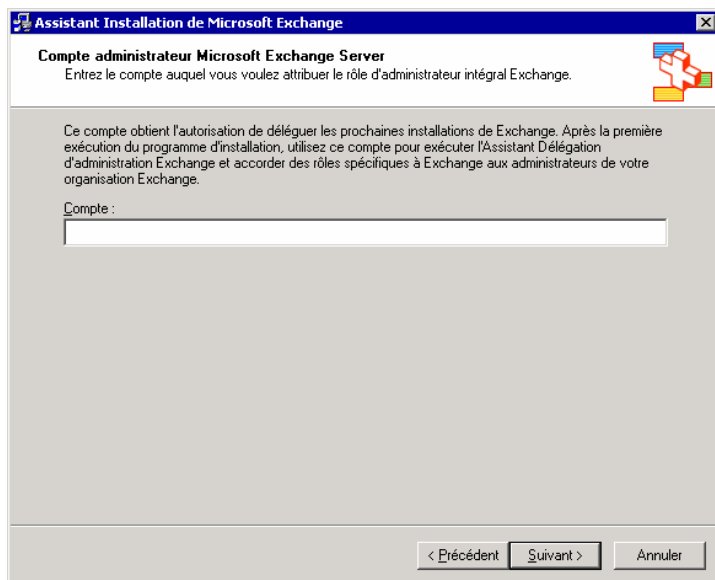 Assistant Installation de Microsoft Exchange
Compte administrateur Microsoft Exchange Server
Entrez le compte auquel vous voulez attribuer le rôle d'administrateur intégral Exchange.
Ce compte obtient l'autorisation de déléguer les prochaines installations de Exchange. Après la première
exécution du programme d'installation, utilisez ce compte pour exécuter l'Assistant Délégation
d'administration Exchange et accorder des rôles spécifiques à Exchange aux administrateurs de votre
organisation Exchange.
Compte :
< Précédent
Suivant >
Annuler